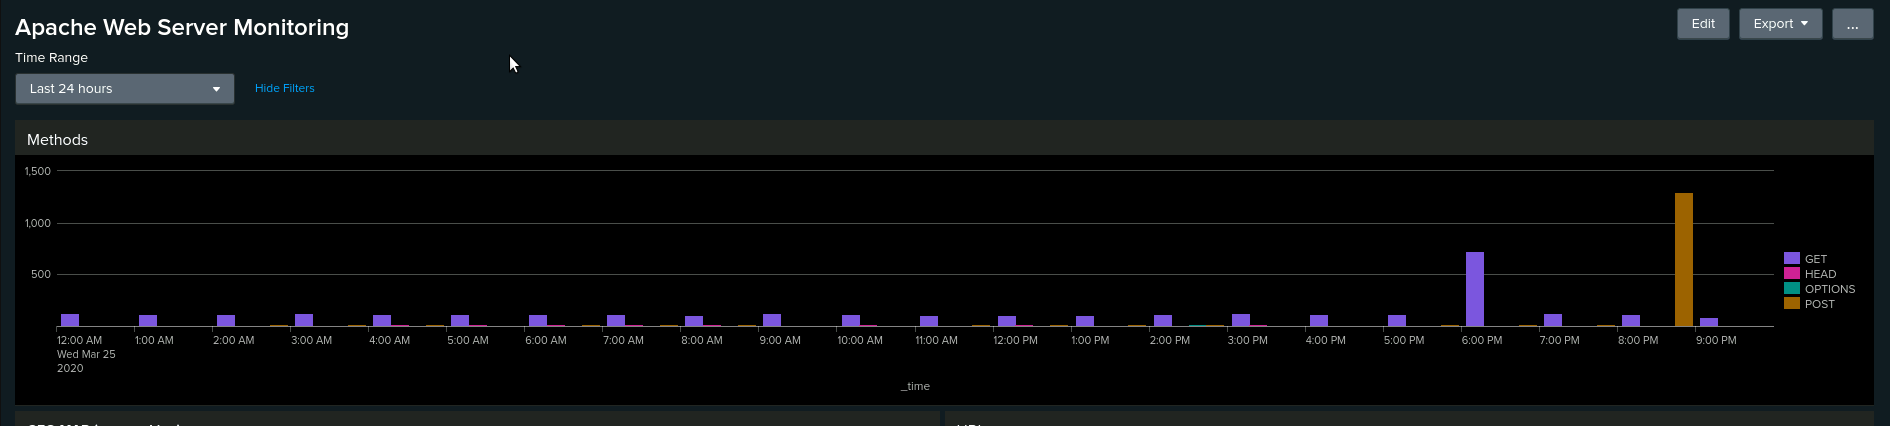 Apache Web Server Monitoring
Edit Export ...
Time Range
Last 24 hours Hide Filters
Methods
1,500
1,000
500
GET
HEAD
OPTIONS
POST
12:00 AM 1:00 AM 2:00 AM 3:00 AM 4:00 AM 5:00 AM 6:00 AM 7:00 AM 8:00 AM 9:00 AM 10:00 AM 11:00 AM 12:00 PM 1:00 PM 2:00 PM 3:00 PM 4:00 PM 5:00 PM 6:00 PM 7:00 PM 8:00 PM 9:00 PM
Wed Mar 25
2020
_time